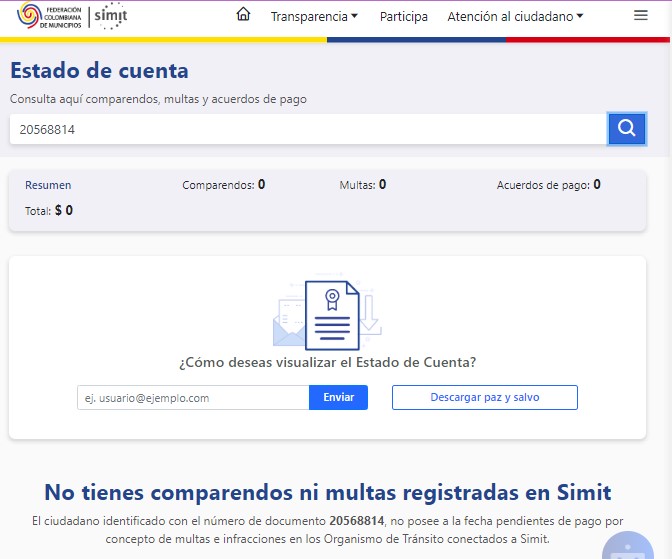 FEDERACIÓN
COLOMBIANA
DE MUNICIPIOS
simit
Transparencia Participa Atención al ciudadano
Estado de cuenta
Consulta aquí comparendos, multas y acuerdos de pago
20568814
Resumen Comparendos: 0 Multas: 0 Acuerdos de pago: 0
Total: $ 0
¿Cómo deseas visualizar el Estado de Cuenta?
ej. usuario@ejemplo.com Enviar Descargar paz y salvo
No tienes comparendos ni multas registradas en Simit
El ciudadano identificado con el número de documento 20568814, no posee a la fecha pendientes de pago por
concepto de multas e infracciones en los Organismo de Tránsito conectados a Simit.